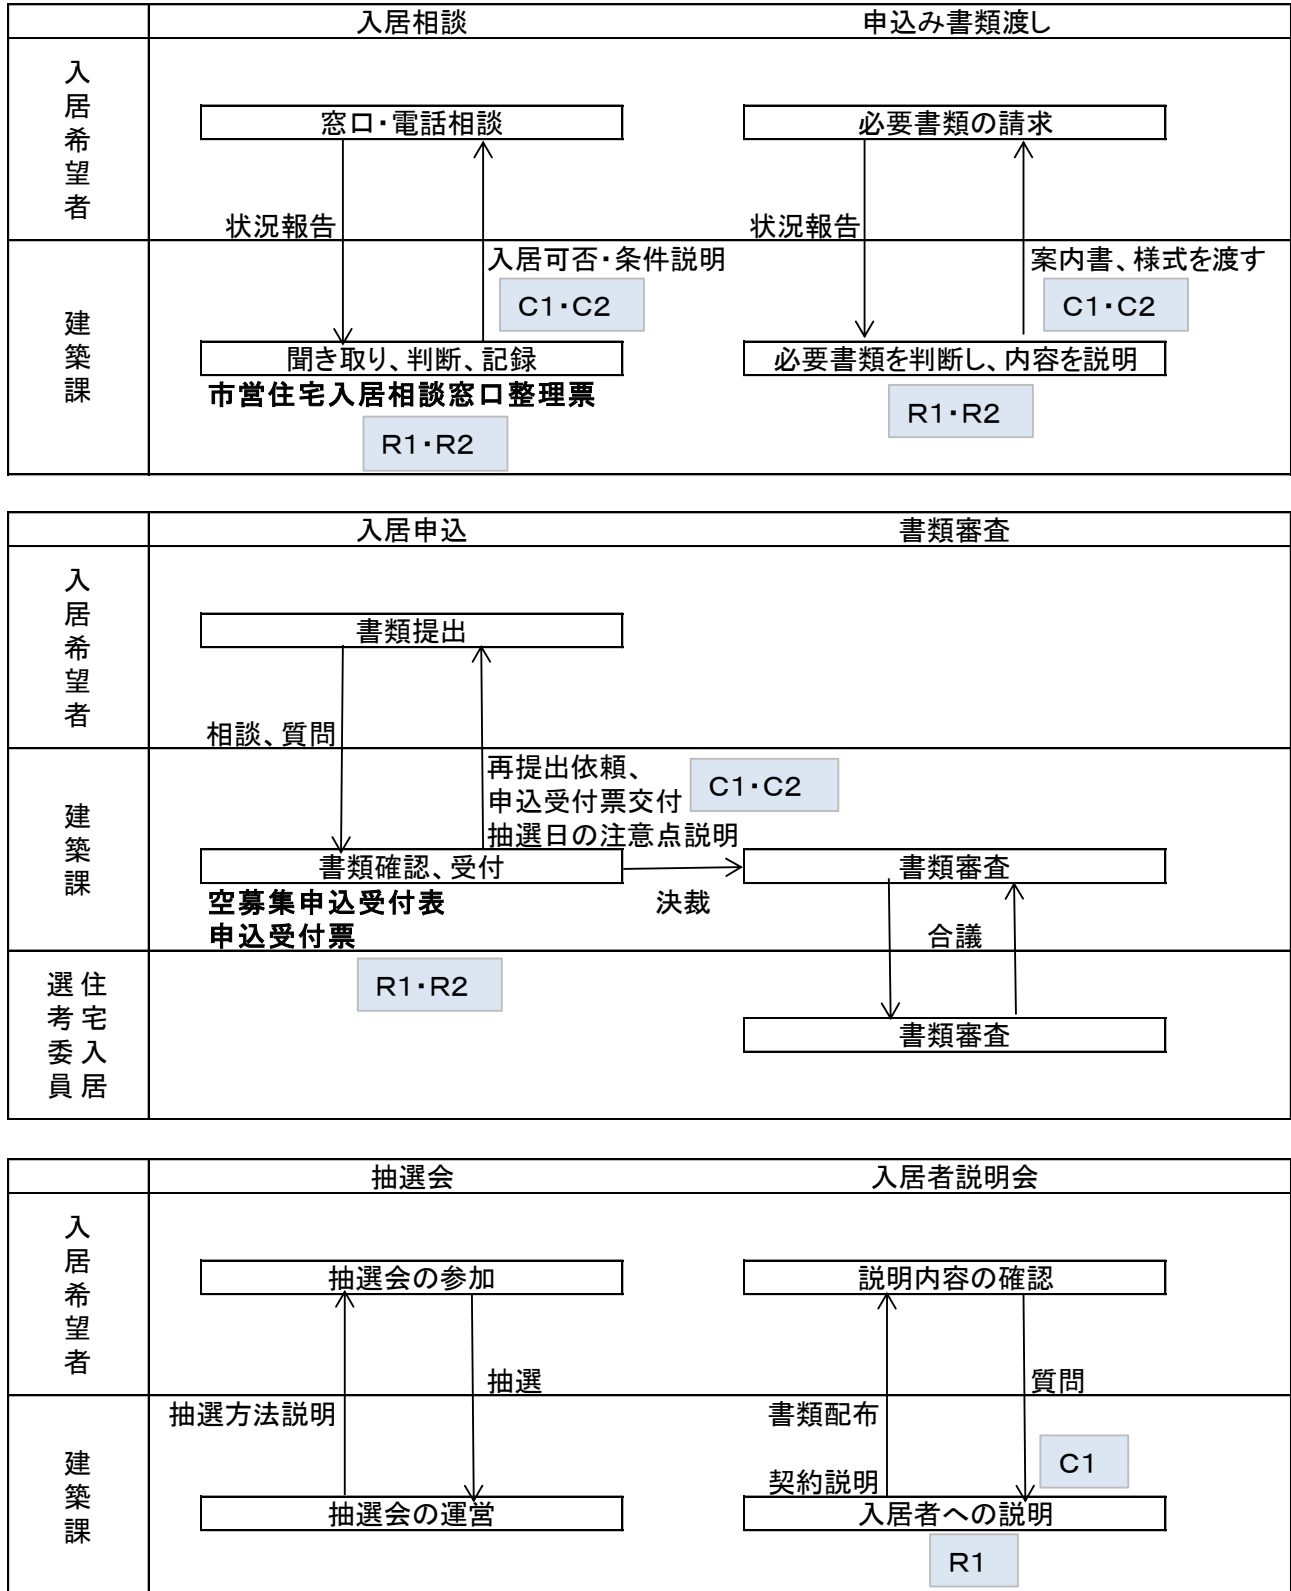 入居相談
申込み書類渡し
入居希望者
窓口・電話相談
必要書類の請求
状況報告
状況報告
建築課
入居可否・条件説明
案内書、様式を渡す
C1・C2
C1・C2
聞き取り、判断、記録
必要書類を判断し、内容を説明
市営住宅入居相談窓口整理票
R1・R2
R1・R2
入居申込
書類審査
入居希望者
書類提出
相談、質問
建築課
再提出依頼、
申込受付票交付
抽選日の注意点説明
C1・C2
書類確認、受付
書類審査
空募集申込受付表
申込受付票
決裁
合議
住宅入居
選考委員
R1・R2
書類審査
抽選会
入居者説明会
入居希望者
抽選会の参加
説明内容の確認
抽選
質問
建築課
抽選方法説明
書類配布
契約説明
C1
抽選会の運営
入居者への説明
R1